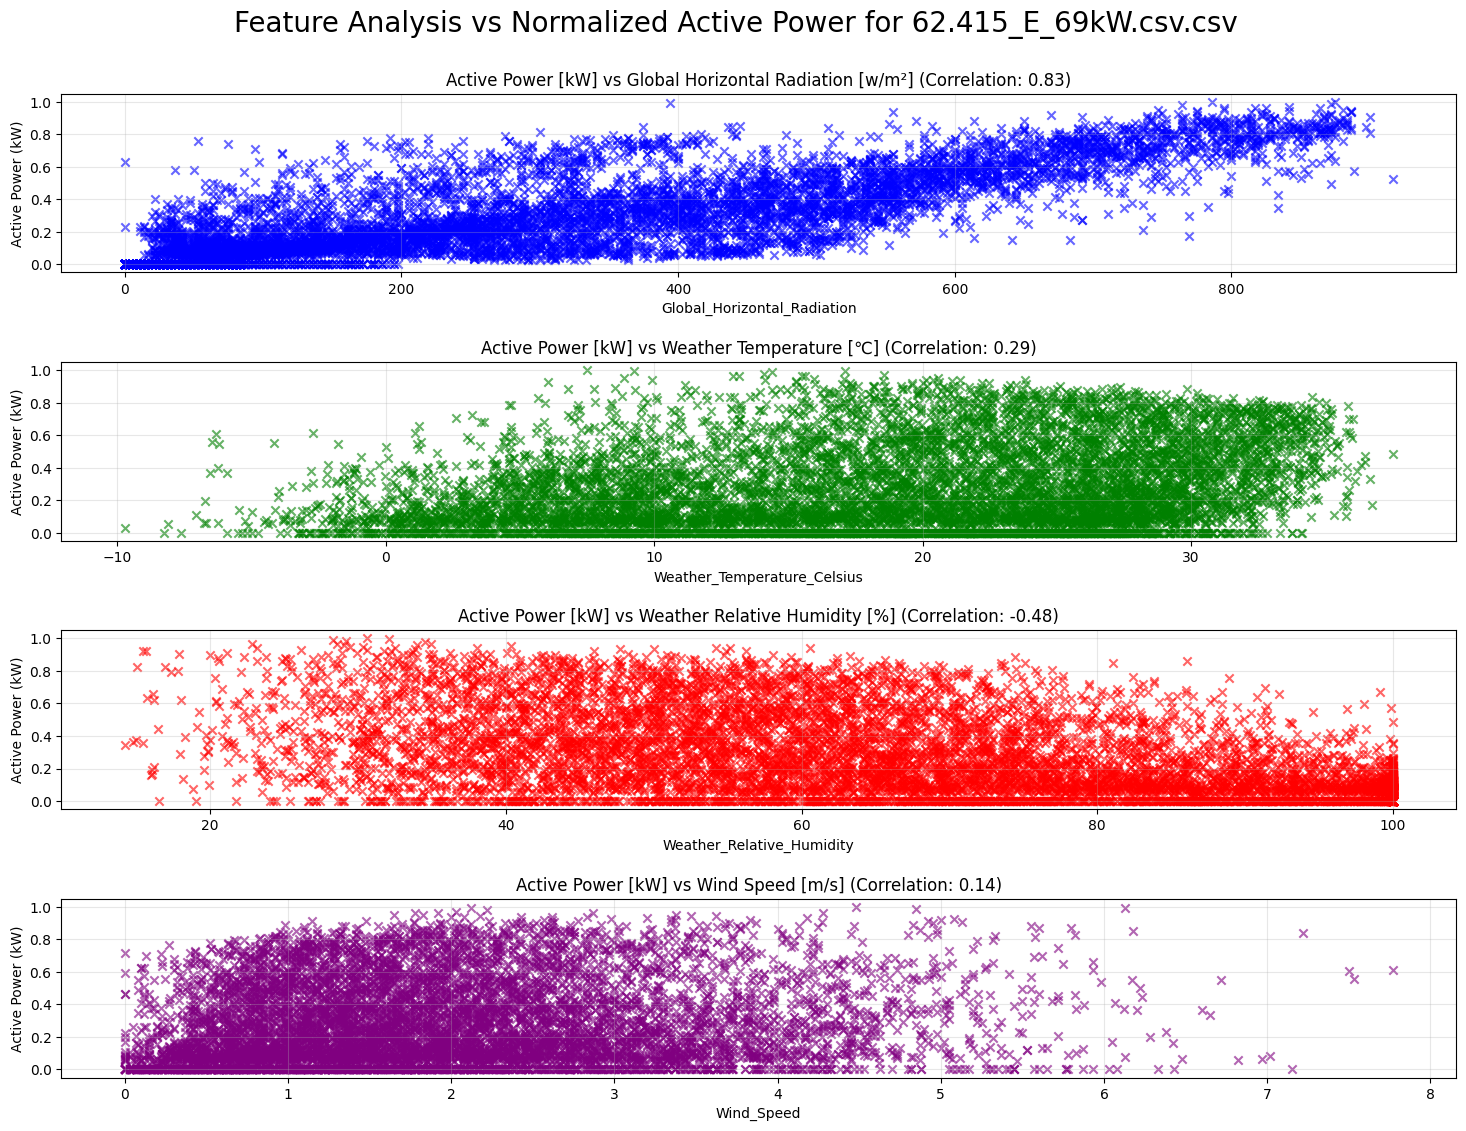 Feature Analysis vs Normalized Active Power for 62.415_E_69kW.csv.csv
Active Power [kW] vs Global Horizontal Radiation [w/m²] (Correlation: 0.83)
Active Power (kW)
1.0
0.8
0.6
0.4
0.2
0.0
0 200 400 600 800
Global_Horizontal_Radiation
Active Power [kW] vs Weather Temperature [℃] (Correlation: 0.29)
Active Power (kW)
1.0
0.8
0.6
0.4
0.2
0.0
−10 0 10 20 30
Weather_Temperature_Celsius
Active Power [kW] vs Weather Relative Humidity [%] (Correlation: -0.48)
Active Power (kW)
1.0
0.8
0.6
0.4
0.2
0.0
20 40 60 80 100
Weather_Relative_Humidity
Active Power [kW] vs Wind Speed [m/s] (Correlation: 0.14)
Active Power (kW)
1.0
0.8
0.6
0.4
0.2
0.0
0 1 2 3 4 5 6 7 8
Wind_Speed